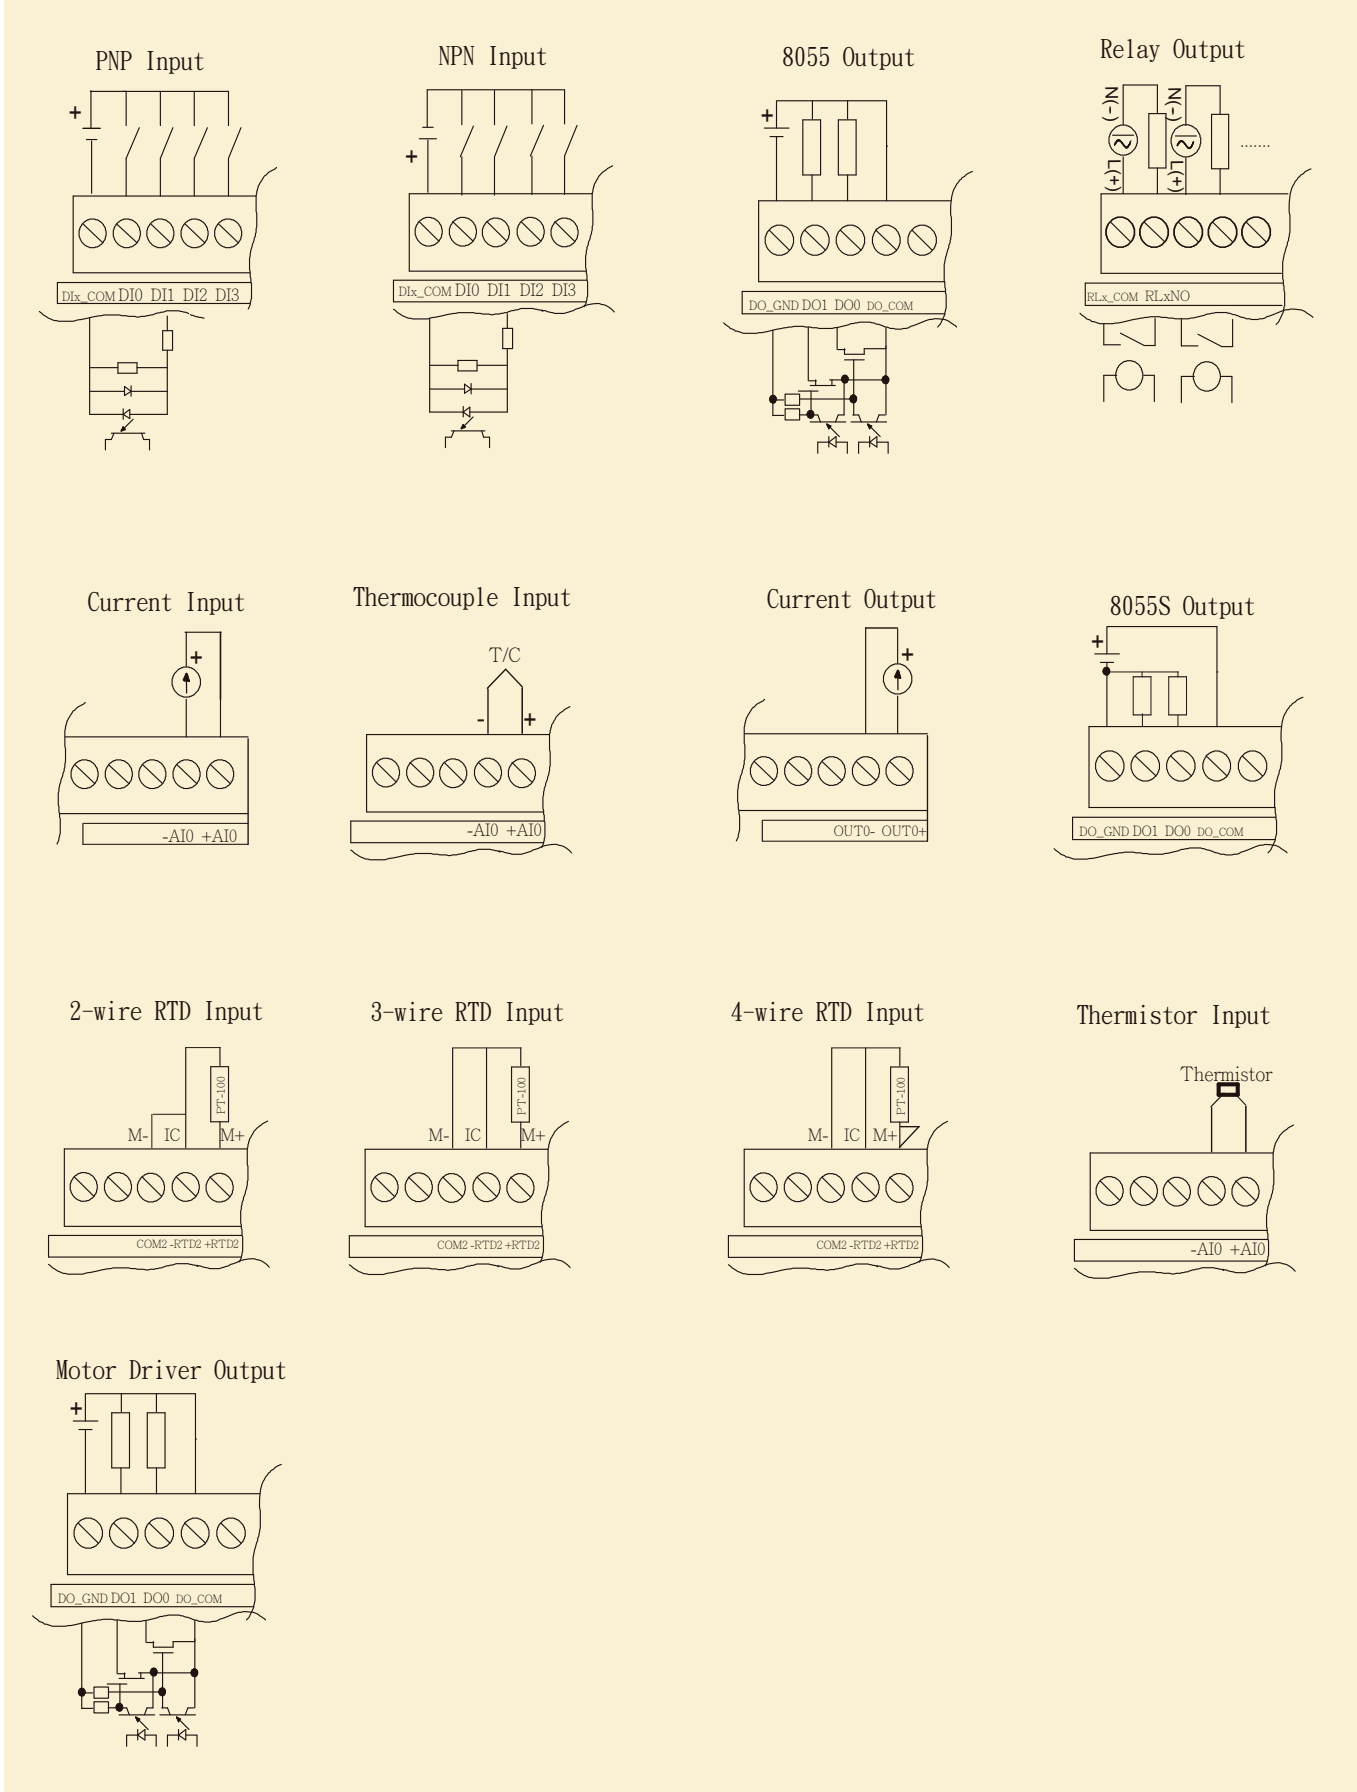 PNP Input
+
DIx_COM DI0 DI1 DI2 DI3
NPN Input
+
DIx_COM DI0 DI1 DI2 DI3
8055 Output
+
DO_GND DO1 DO0 DO_COM
Relay Output
N(-)
L(+)
N(-)
L(+)
.......
RLx_COM RLxNO
Current Input
+
-AI0 +AI0
Thermocouple Input
T/C
- +
-AI0 +AI0
Current Output
+
OUT0- OUT0+
8055S Output
+
DO_GND DO1 DO0 DO_COM
2-wire RTD Input
PT-100
M- IC M+
COM2 -RTD2 +RTD2
3-wire RTD Input
PT-100
M- IC M+
COM2 -RTD2 +RTD2
4-wire RTD Input
PT-100
M- IC M+
COM2 -RTD2 +RTD2
Thermistor Input
Thermistor
-AI0 +AI0
Motor Driver Output
+
DO_GND DO1 DO0 DO_COM